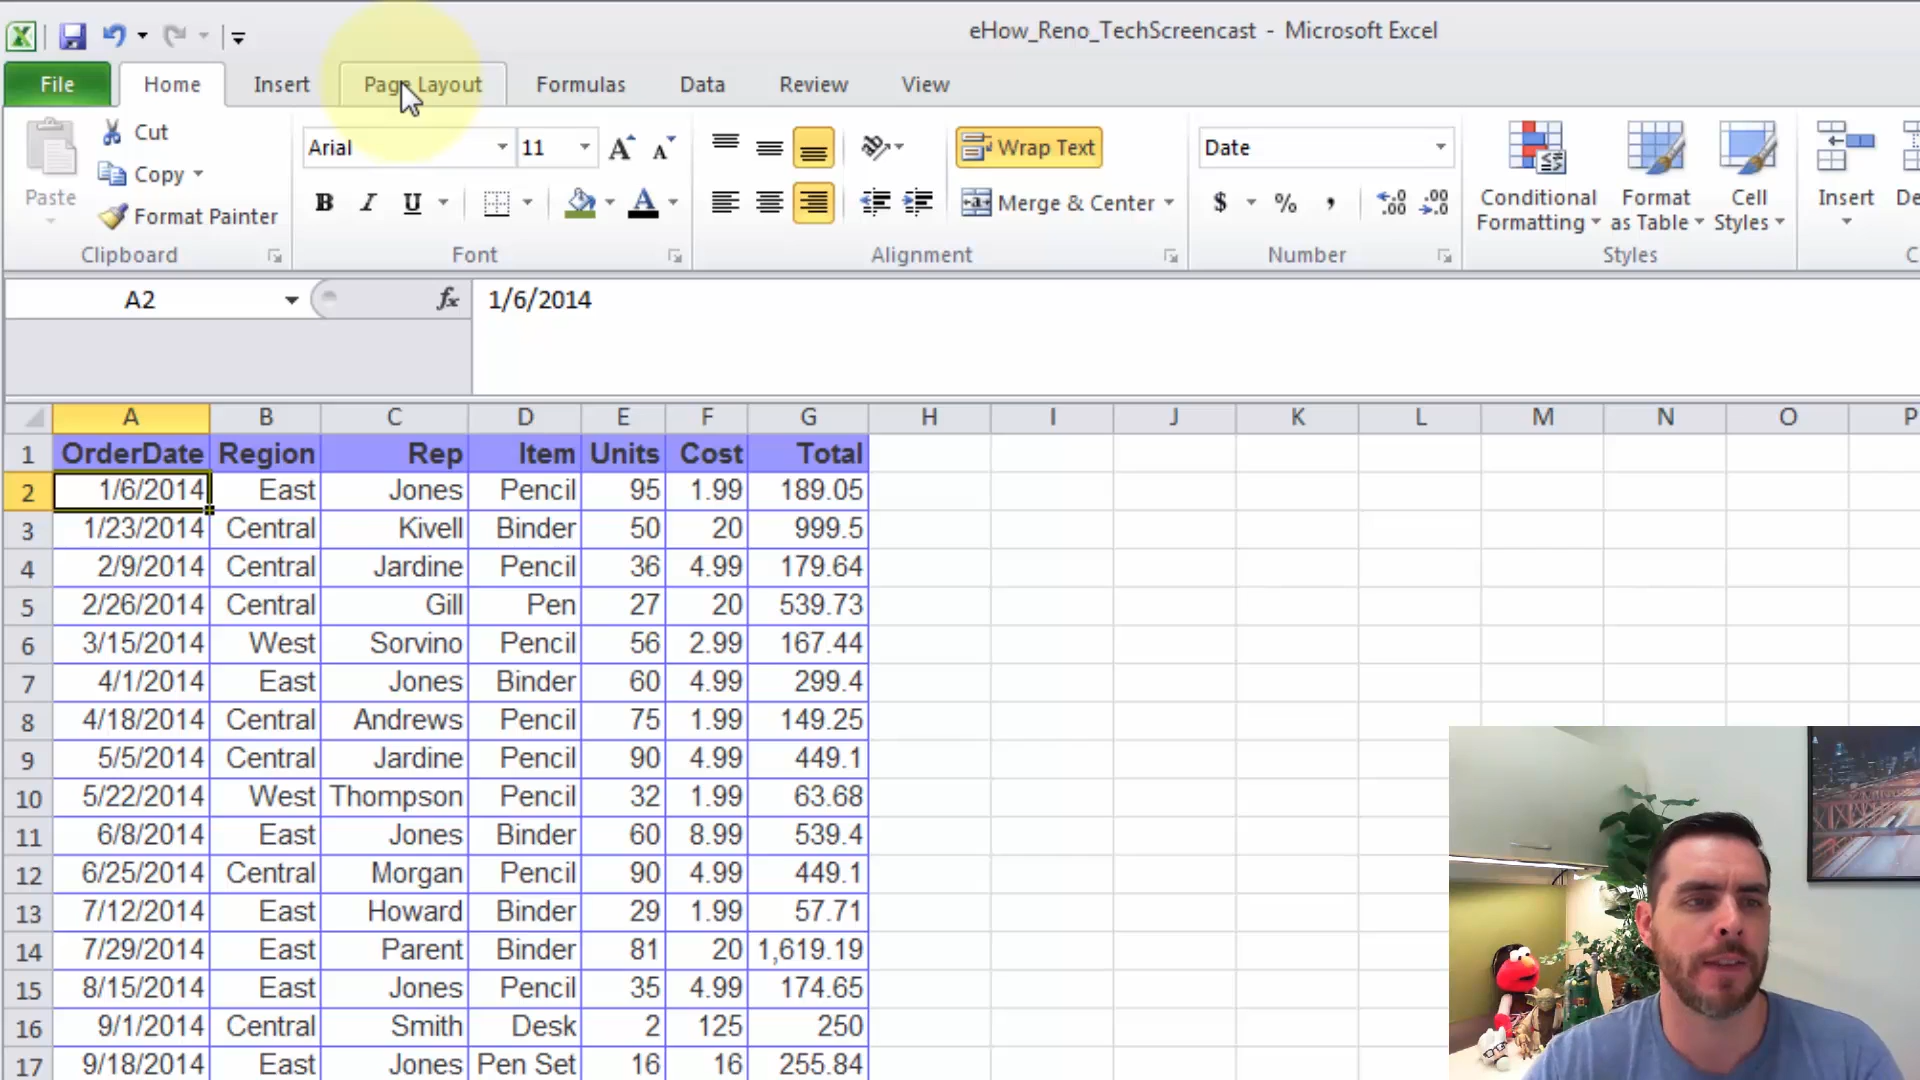 eHow_Reno_TechScreencast - Microsoft Excel
File Home Insert Page Layout Formulas Data Review View
Cut
Copy
Format Painter
Paste
Clipboard
Arial 11
B I U
Font
Wrap Text
Merge & Center
Alignment
Date
$ % ,
Number
Conditional Formatting
Format as Table
Cell Styles
Styles
Insert
A2 fx 1/6/2014
A B C D E F G H I J K L M N O P
1 OrderDate Region Rep Item Units Cost Total
2 1/6/2014 East Jones Pencil 95 1.99 189.05
3 1/23/2014 Central Kivell Binder 50 20 999.5
4 2/9/2014 Central Jardine Pencil 36 4.99 179.64
5 2/26/2014 Central Gill Pen 27 20 539.73
6 3/15/2014 West Sorvino Pencil 56 2.99 167.44
7 4/1/2014 East Jones Binder 60 4.99 299.4
8 4/18/2014 Central Andrews Pencil 75 1.99 149.25
9 5/5/2014 Central Jardine Pencil 90 4.99 449.1
10 5/22/2014 West Thompson Pencil 32 1.99 63.68
11 6/8/2014 East Jones Binder 60 8.99 539.4
12 6/25/2014 Central Morgan Pencil 90 4.99 449.1
13 7/12/2014 East Howard Binder 29 1.99 57.71
14 7/29/2014 East Parent Binder 81 20 1,619.19
15 8/15/2014 East Jones Pencil 35 4.99 174.65
16 9/1/2014 Central Smith Desk 2 125 250
17 9/18/2014 East Jones Pen Set 16 16 255.84